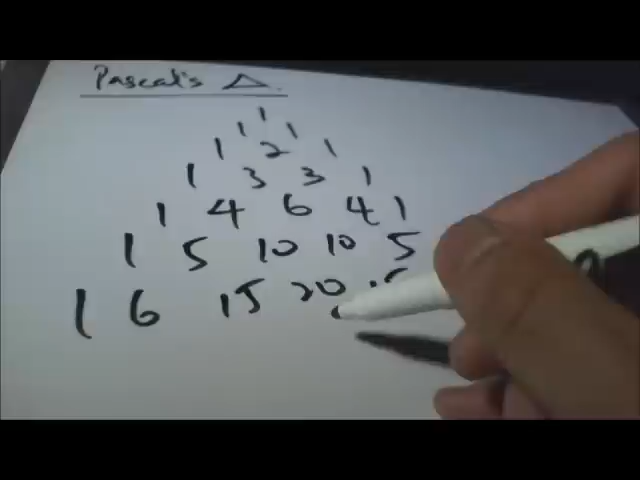 Pascal's △.
1
1 1
1 2 1
1 3 3 1
1 4 6 4 1
1 5 10 10 5
1 6 15 20